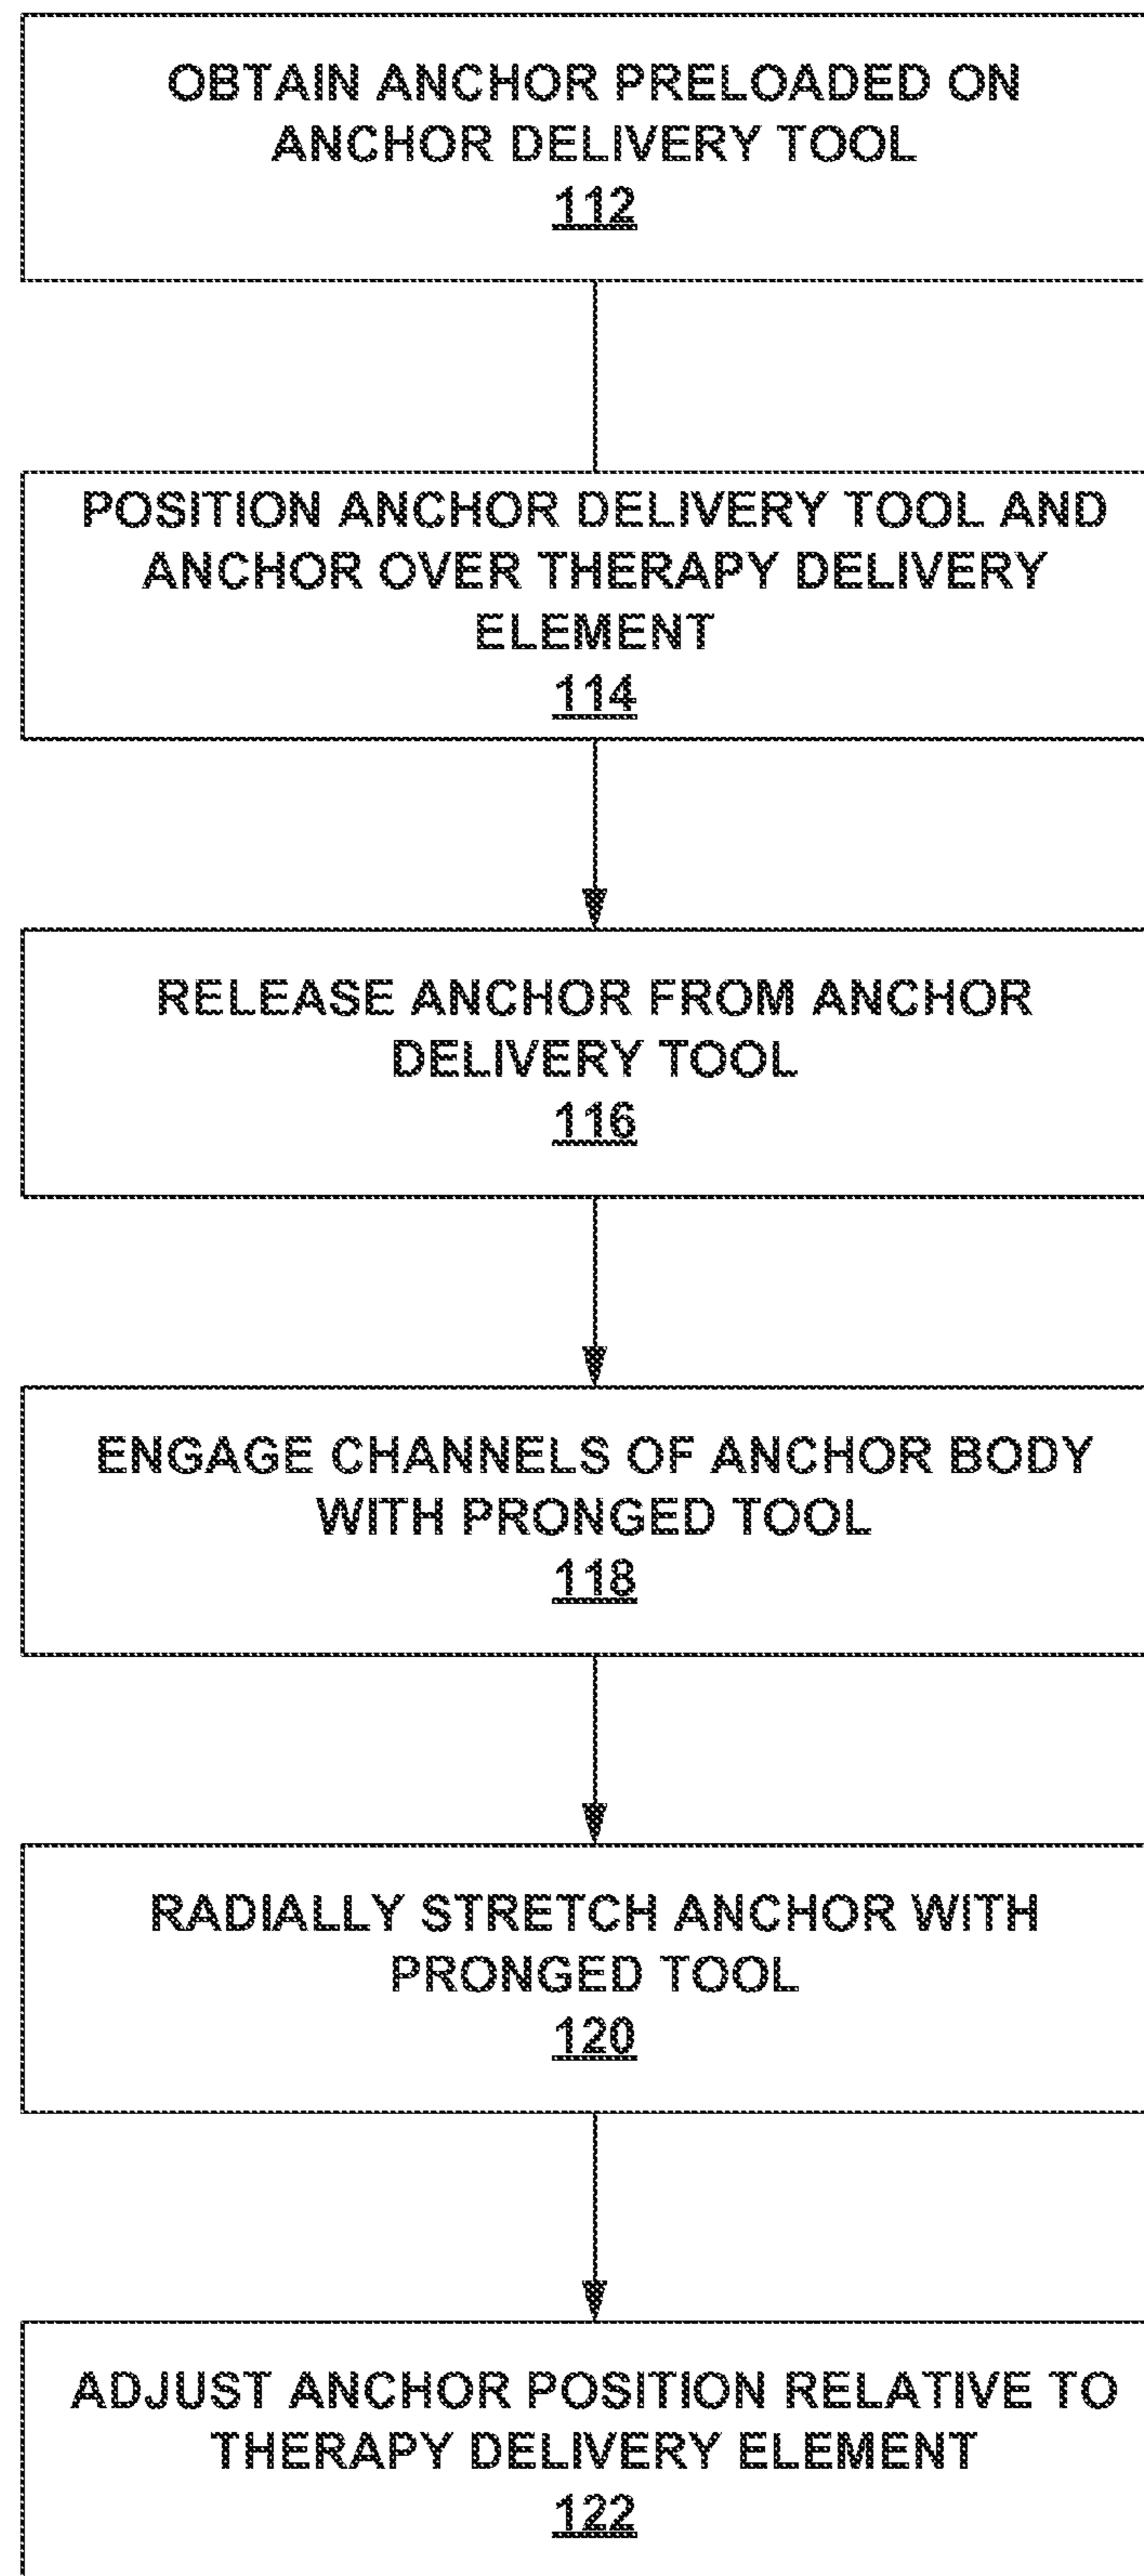 OBTAIN ANCHOR PRELOADED ON
ANCHOR DELIVERY TOOL
112
POSITION ANCHOR DELIVERY TOOL AND
ANCHOR OVER THERAPY DELIVERY
ELEMENT
114
RELEASE ANCHOR FROM ANCHOR
DELIVERY TOOL
116
ENGAGE CHANNELS OF ANCHOR BODY
WITH PRONGED TOOL
118
RADIALLY STRETCH ANCHOR WITH
PRONGED TOOL
120
ADJUST ANCHOR POSITION RELATIVE TO
THERAPY DELIVERY ELEMENT
122